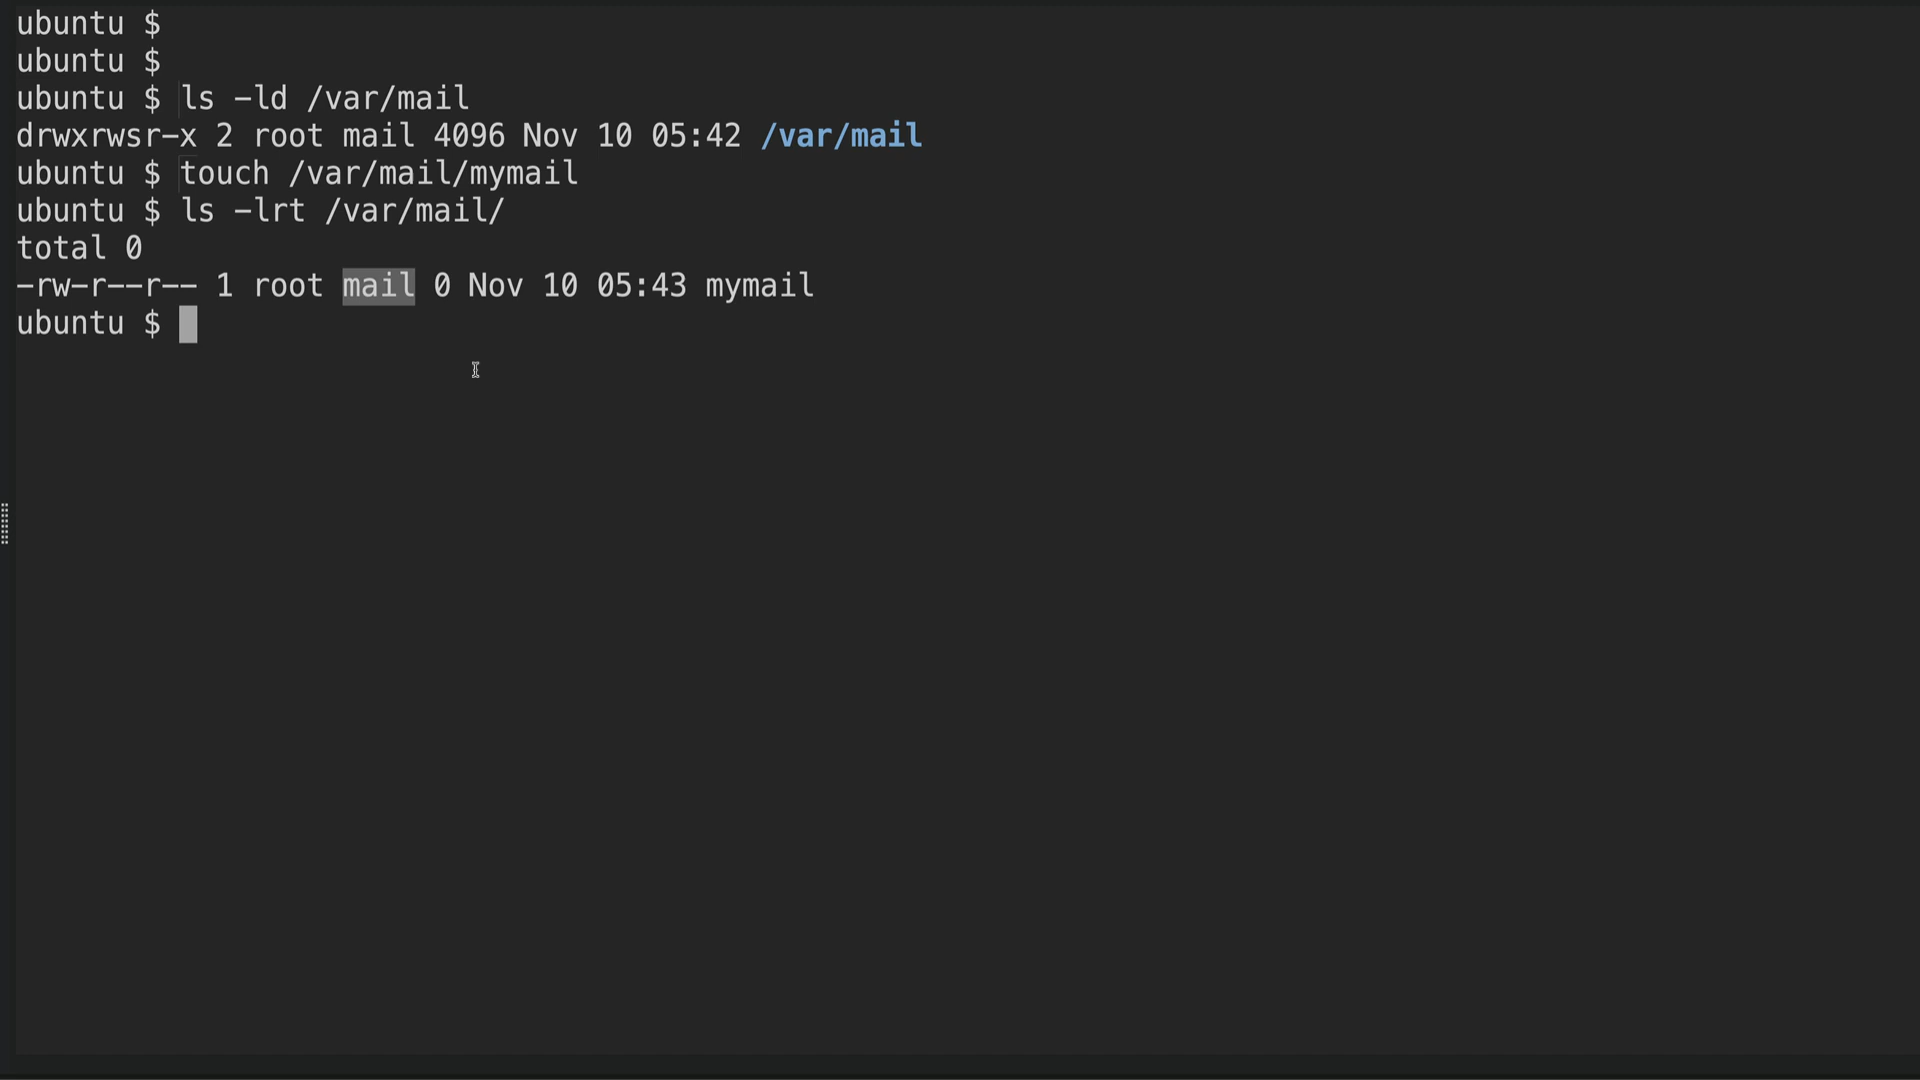 ubuntu $
ubuntu $
ubuntu $ ls -ld /var/mail
drwxrwsr-x 2 root mail 4096 Nov 10 05:42 /var/mail
ubuntu $ touch /var/mail/mymail
ubuntu $ ls -lrt /var/mail/
total 0
-rw-r--r-- 1 root mail 0 Nov 10 05:43 mymail
ubuntu $